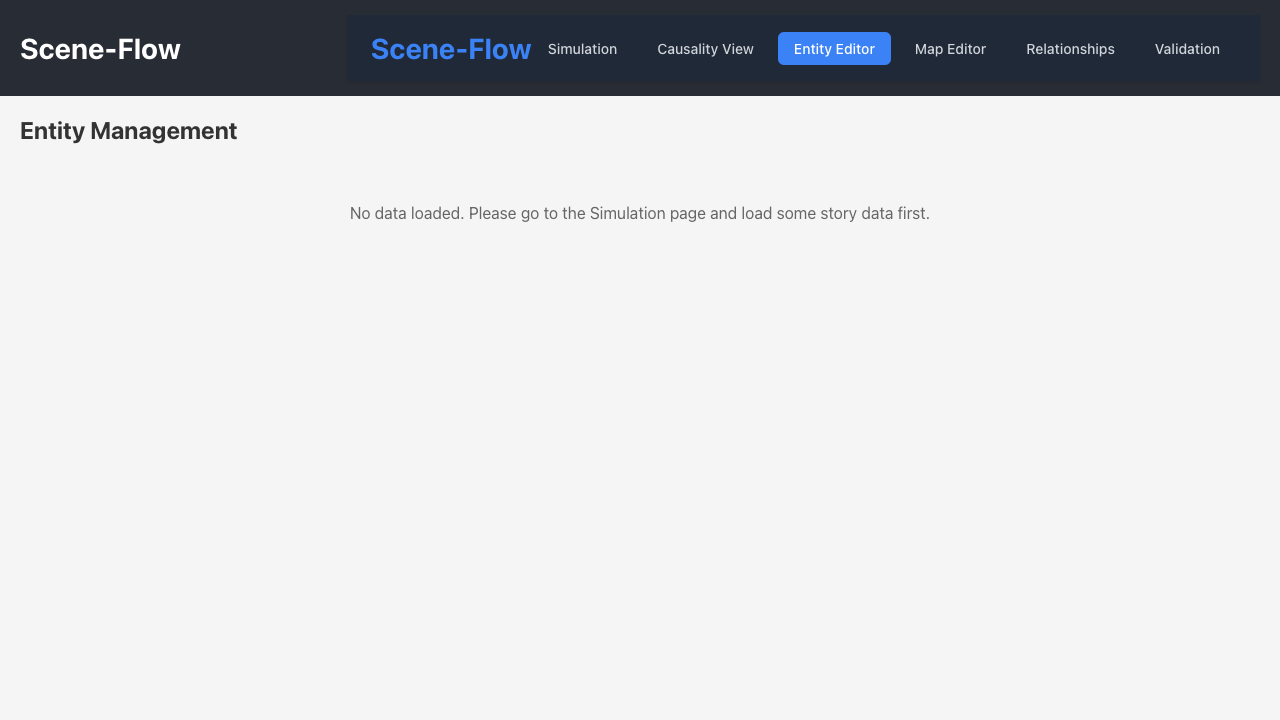 Scene-Flow
Scene-Flow Simulation Causality View Entity Editor Map Editor Relationships Validation
Entity Management
No data loaded. Please go to the Simulation page and load some story data first.